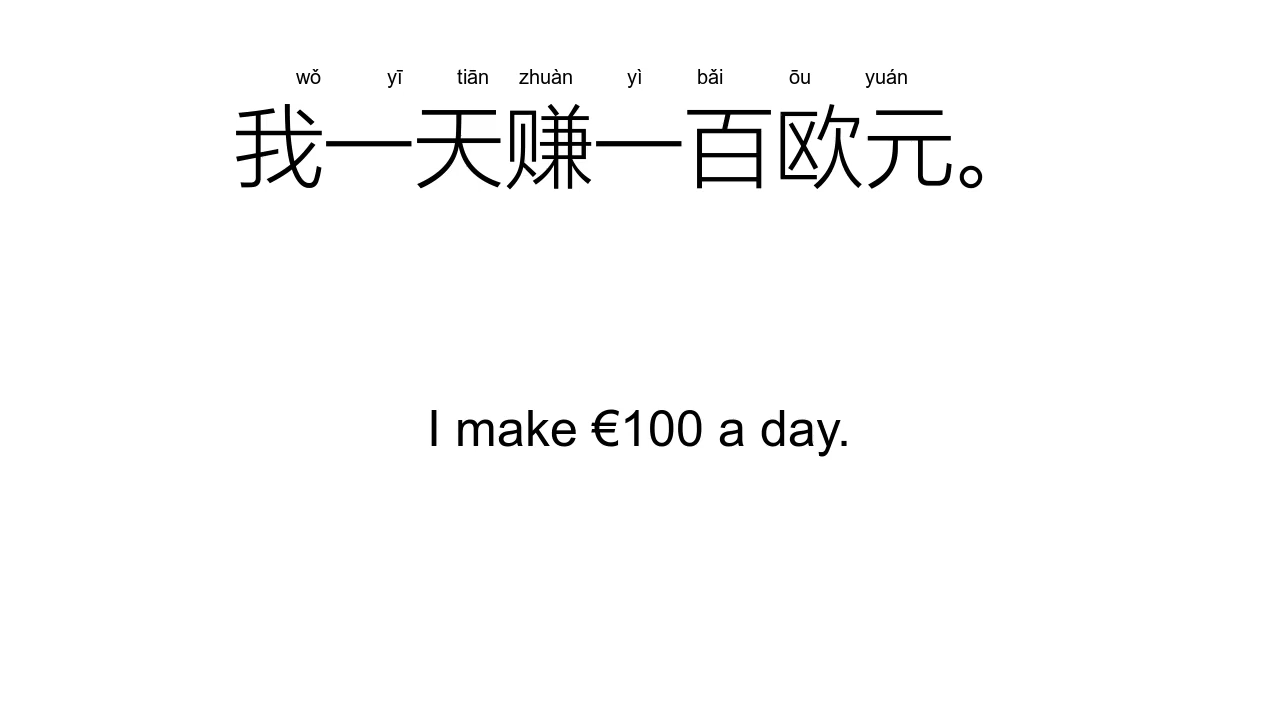 wǒ yī tiān zhuàn yì bǎi ōu yuán
我一天赚一百欧元。
I make €100 a day.